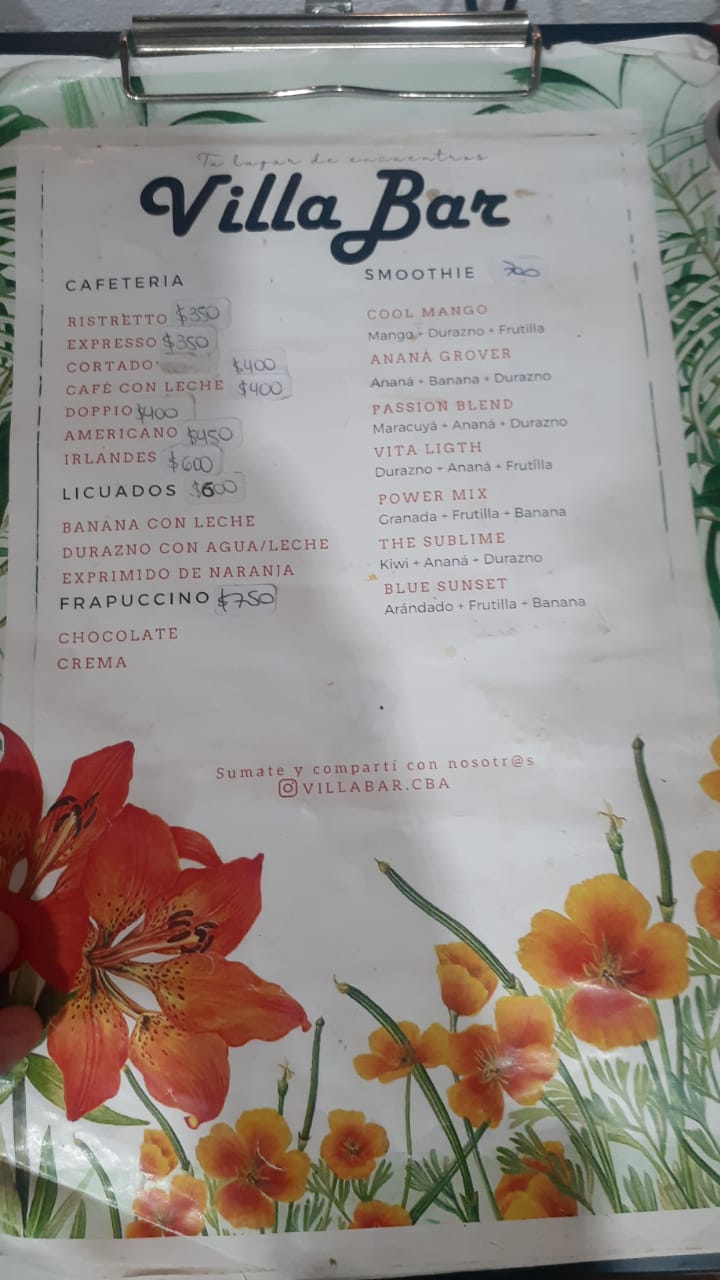 Tu lugar de encuentros
Villa Bar
CAFETERIA
RISTRETTO $350
EXPRESSO $350
CORTADO $400
CAFÉ CON LECHE $400
DOPPIO $400
AMERICANO $450
IRLANDES $600
LICUADOS $600
BANANA CON LECHE
DURAZNO CON AGUA/LECHE
EXPRIMIDO DE NARANJA
FRAPUCCINO $750
CHOCOLATE
CREMA
SMOOTHIE 700
COOL MANGO
Mango + Durazno + Frutilla
ANANÁ GROVER
Ananá + Banana + Durazno
PASSION BLEND
Maracuyá + Ananá + Durazno
VITA LIGTH
Durazno + Ananá + Frutilla
POWER MIX
Granada + Frutilla + Banana
THE SUBLIME
Kiwi + Ananá + Durazno
BLUE SUNSET
Arándado + Frutilla + Banana
Sumate y compartí con nosotr@s
VILLABAR.CBA